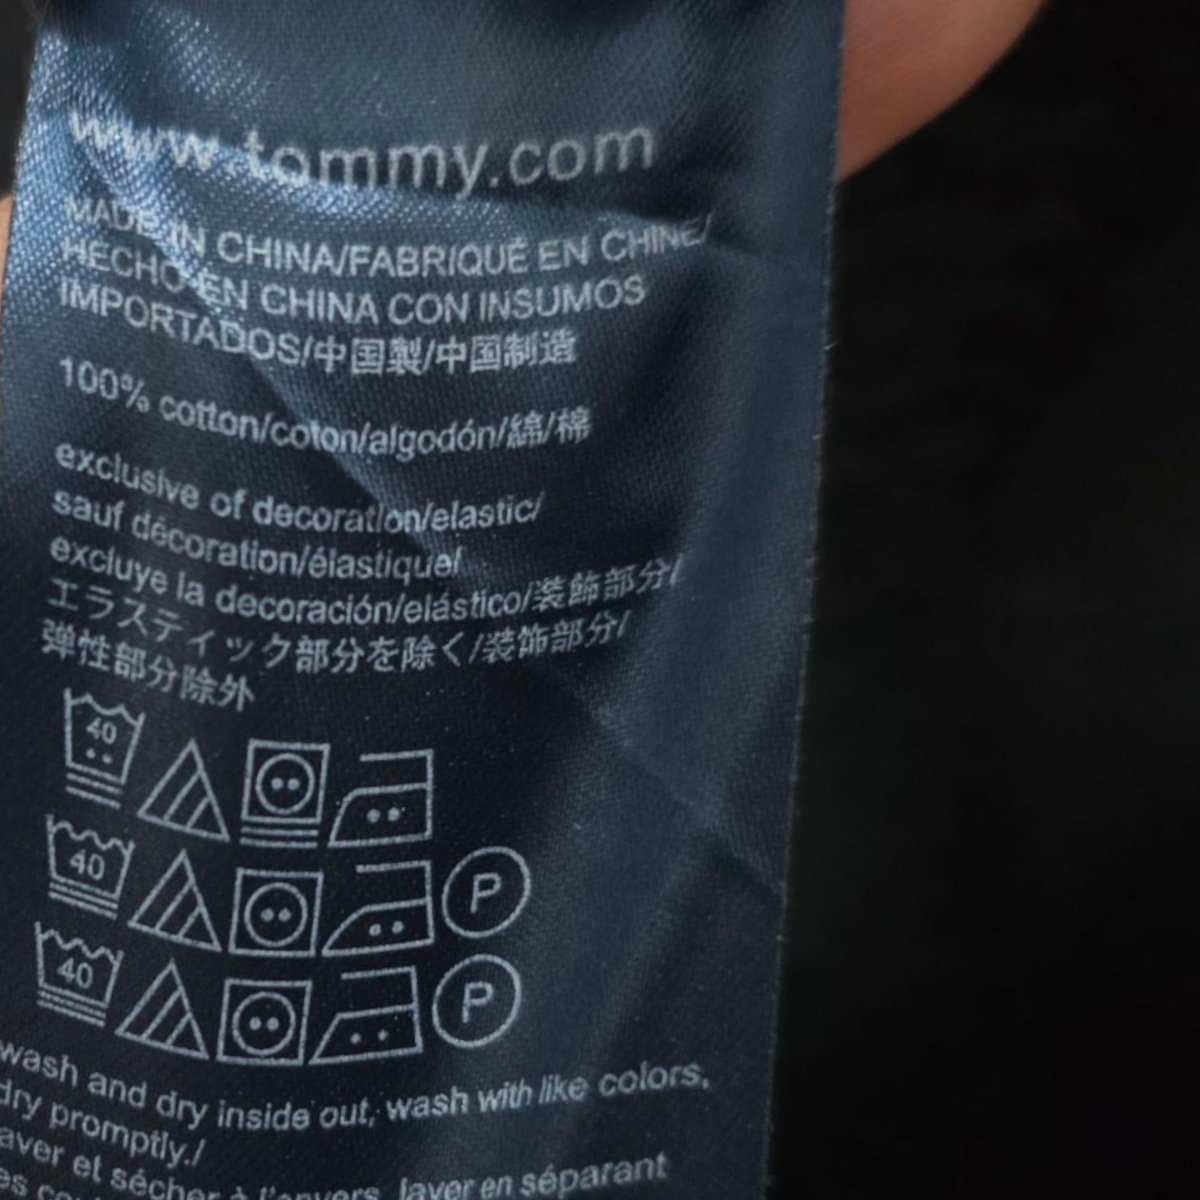 www.tommy.com
MADE IN CHINA/FABRIQUÉ EN CHINE/
HECHO EN CHINA CON INSUMOS
IMPORTADOS/中国製/中国制造
100% cotton/coton/algodón/綿/棉
exclusive of decoration/elastic/
sauf décoration/élastique/
excluye la decoración/elástico/装飾部分/
エラスティック部分を除く/装饰部分/
弹性部分除外
40
40
P
40
P
wash and dry inside out, wash with like colors,
dry promptly./
laver et sécher à l'envers, laver en séparant